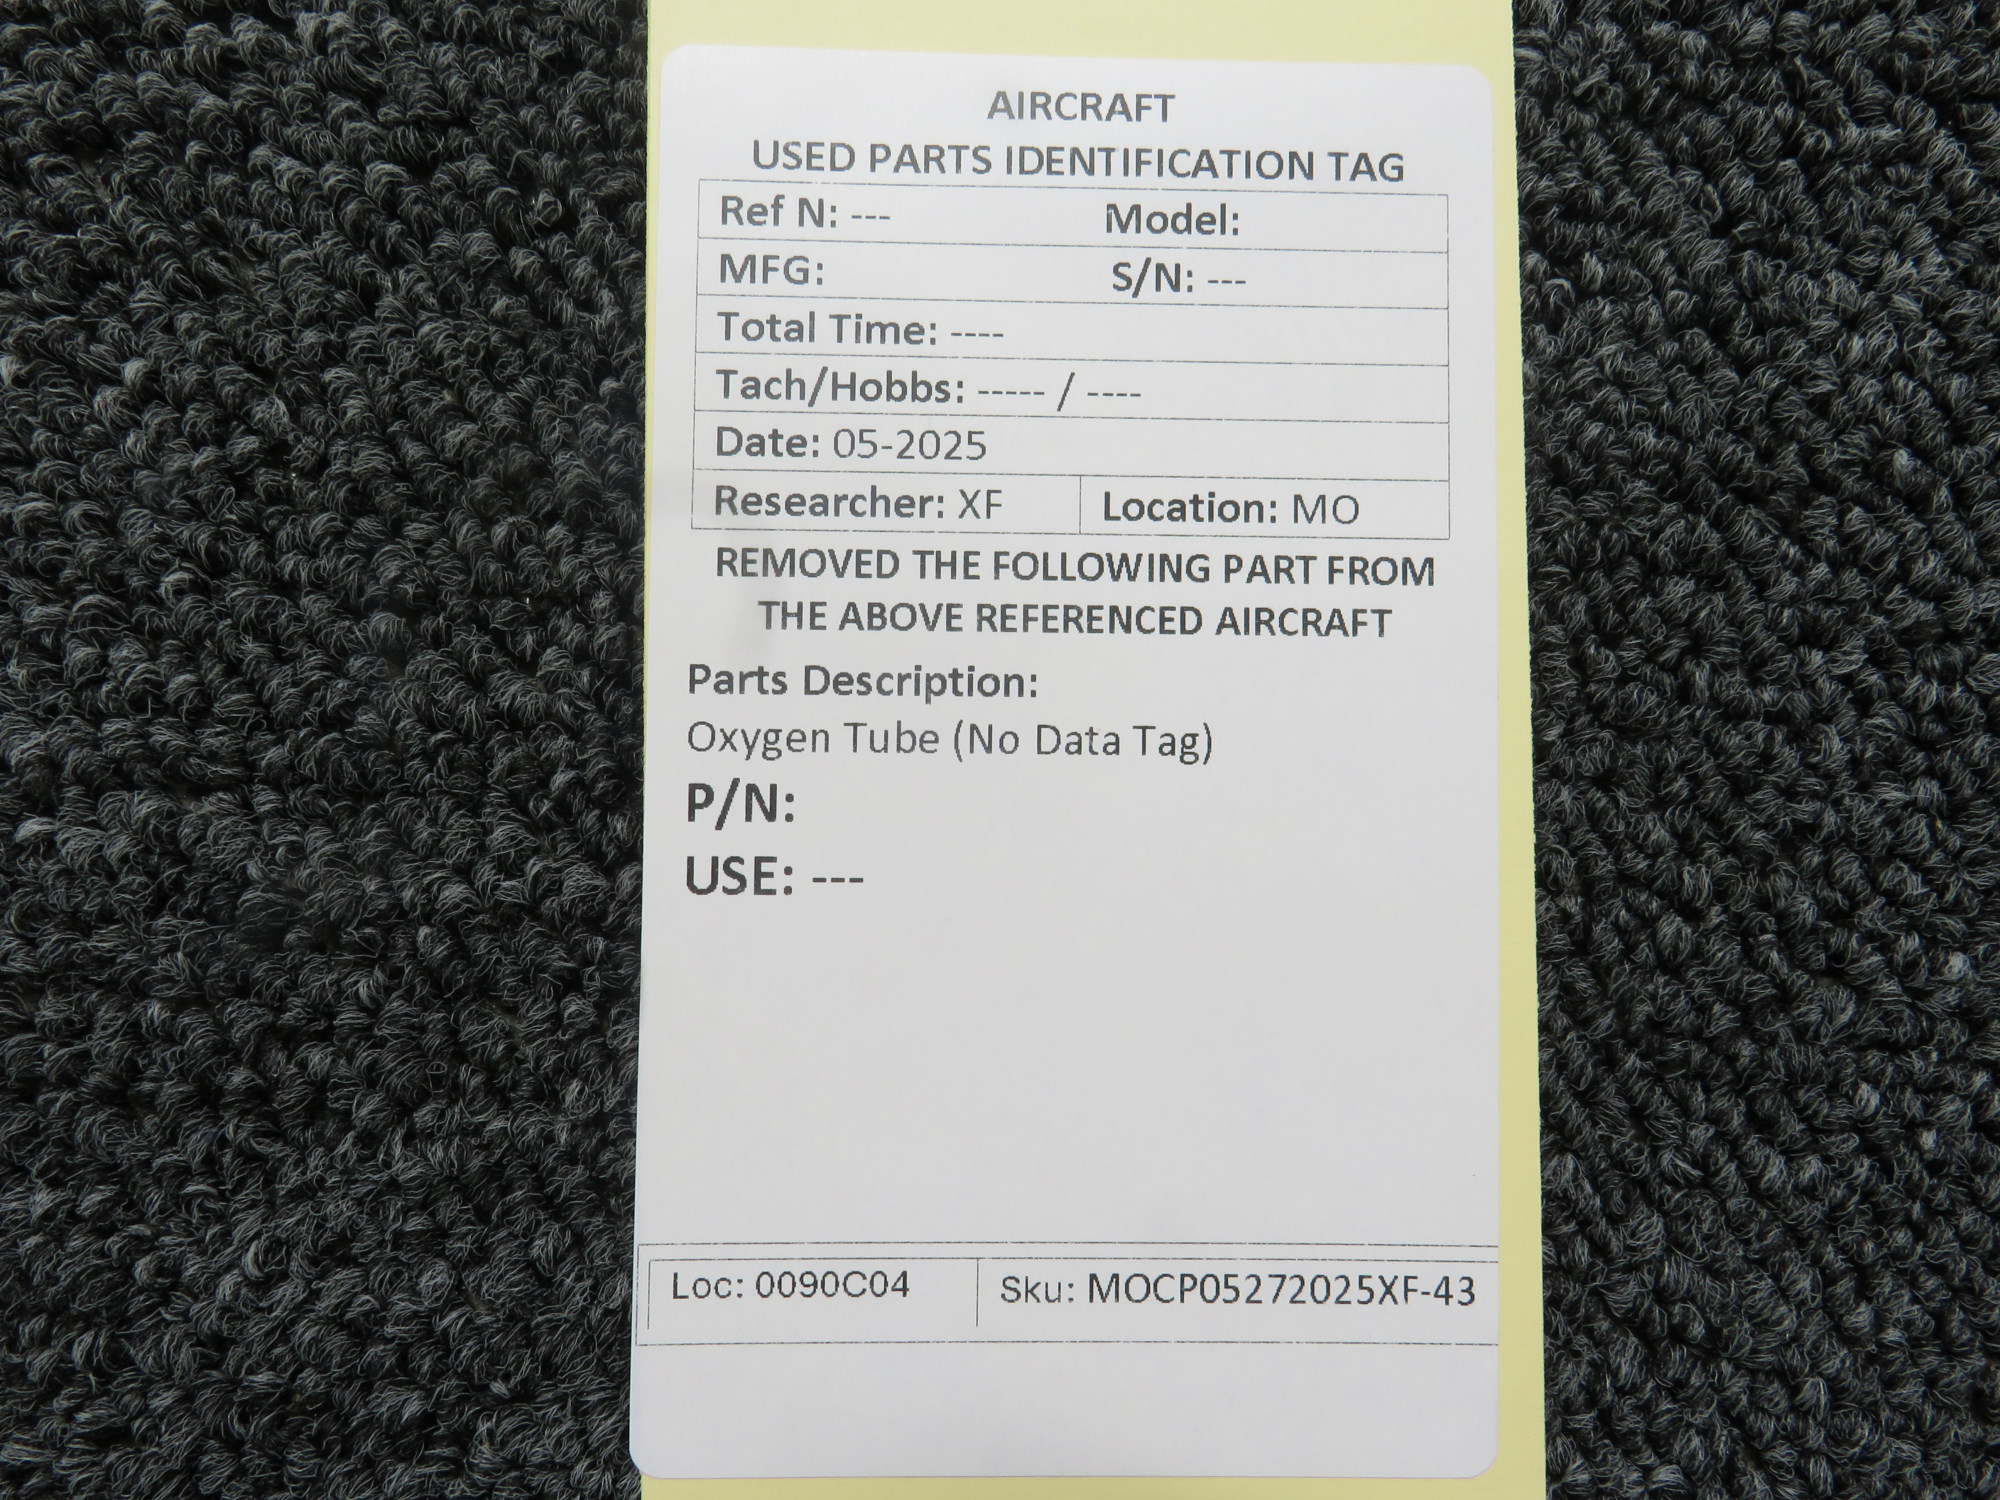 AIRCRAFT
USED PARTS IDENTIFICATION TAG
Ref N: --- Model:
MFG: S/N: ---
Total Time: ----
Tach/Hobbs: ----- / ----
Date: 05-2025
Researcher: XF Location: MO
REMOVED THE FOLLOWING PART FROM
THE ABOVE REFERENCED AIRCRAFT
Parts Description:
Oxygen Tube (No Data Tag)
P/N:
USE: ---
Loc: 0090C04 Sku: MOCP05272025XF-43